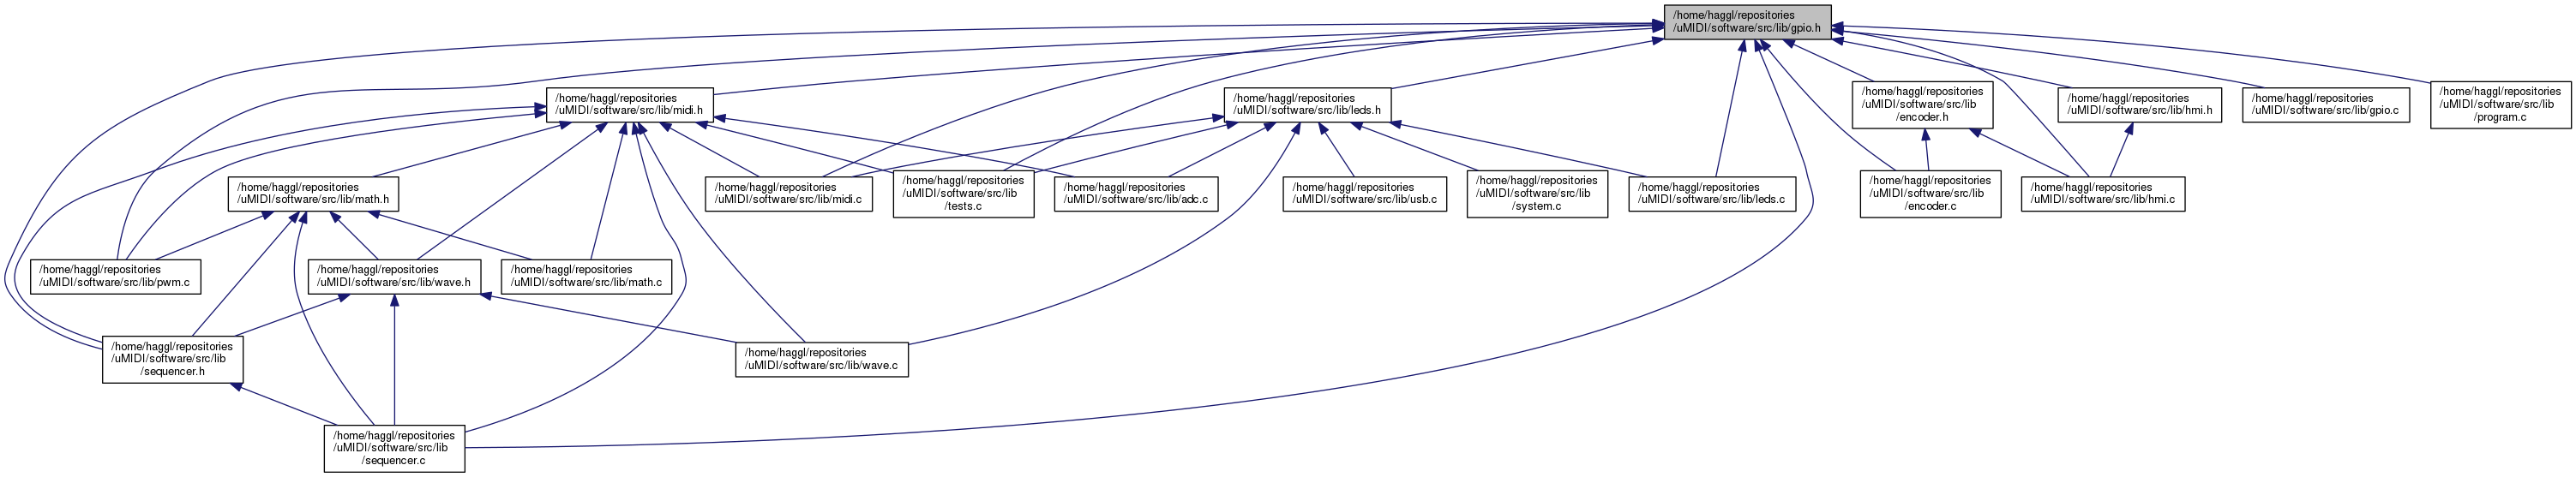 /home/haggl/repositories
/uMIDI/software/src/lib/gpio.h
/home/haggl/repositories
/uMIDI/software/src/lib/midi.h
/home/haggl/repositories
/uMIDI/software/src/lib/leds.h
/home/haggl/repositories
/uMIDI/software/src/lib
/encoder.h
/home/haggl/repositories
/uMIDI/software/src/lib/hmi.h
/home/haggl/repositories
/uMIDI/software/src/lib/gpio.c
/home/haggl/repositories
/uMIDI/software/src/lib
/program.c
/home/haggl/repositories
/uMIDI/software/src/lib/math.h
/home/haggl/repositories
/uMIDI/software/src/lib/midi.c
/home/haggl/repositories
/uMIDI/software/src/lib
/tests.c
/home/haggl/repositories
/uMIDI/software/src/lib/adc.c
/home/haggl/repositories
/uMIDI/software/src/lib/usb.c
/home/haggl/repositories
/uMIDI/software/src/lib
/system.c
/home/haggl/repositories
/uMIDI/software/src/lib/leds.c
/home/haggl/repositories
/uMIDI/software/src/lib
/encoder.c
/home/haggl/repositories
/uMIDI/software/src/lib/hmi.c
/home/haggl/repositories
/uMIDI/software/src/lib/pwm.c
/home/haggl/repositories
/uMIDI/software/src/lib/wave.h
/home/haggl/repositories
/uMIDI/software/src/lib/math.c
/home/haggl/repositories
/uMIDI/software/src/lib
/sequencer.h
/home/haggl/repositories
/uMIDI/software/src/lib/wave.c
/home/haggl/repositories
/uMIDI/software/src/lib
/sequencer.c